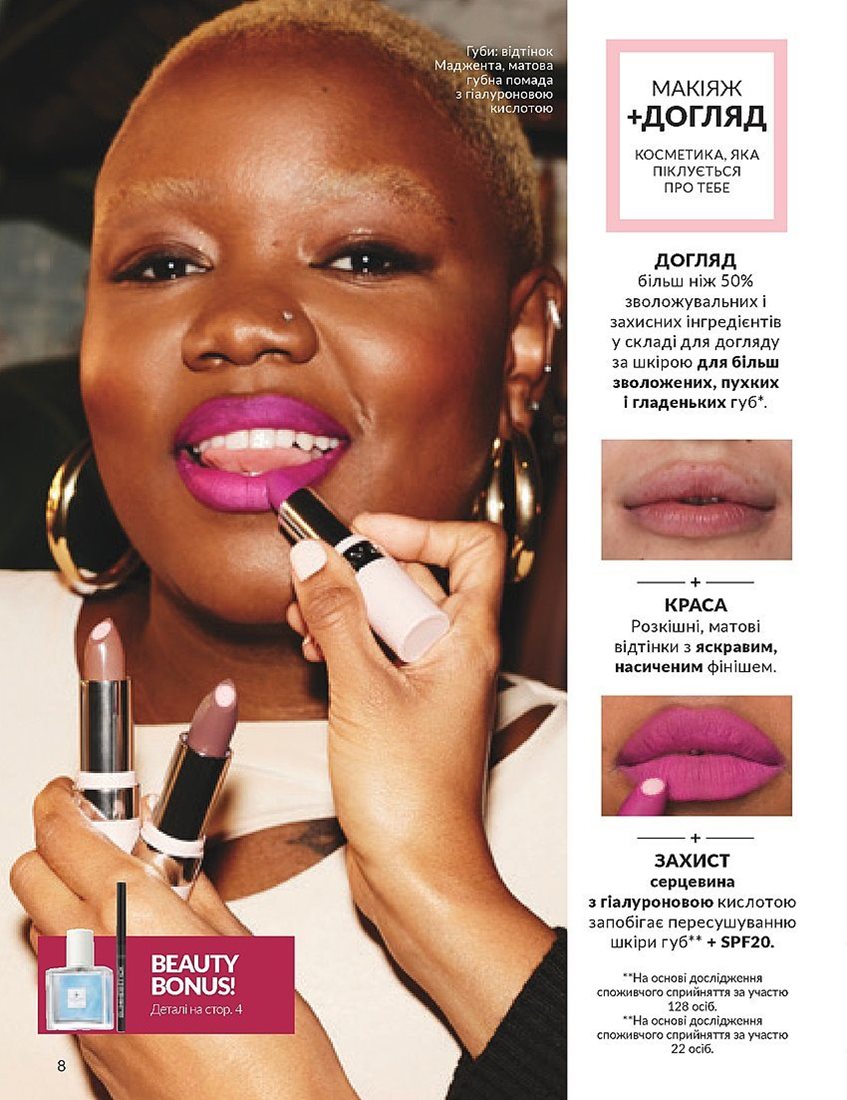 Губи: відтінок
Маджента, матова
губна помада
з гіалуроновою
кислотою
МАКІЯЖ
+ДОГЛЯД
КОСМЕТИКА, ЯКА
ПІКЛУЄТЬСЯ
ПРО ТЕБЕ
ДОГЛЯД
більш ніж 50%
зволожувальних і
захисних інгредієнтів
у складі для догляду
за шкірою для більш
зволожених, пухких
і гладеньких губ*.
+
КРАСА
Розкішні, матові
відтінки з яскравим,
насиченим фінішем.
+
ЗАХИСТ
серцевина
з гіалуроновою кислотою
запобігає пересушуванню
шкіри губ** + SPF20.
**На основі дослідження
споживчого сприйняття за участю
128 осіб.
**На основі дослідження
споживчого сприйняття за участю
22 осіб.
BEAUTY
BONUS!
Деталі на стор. 4
8